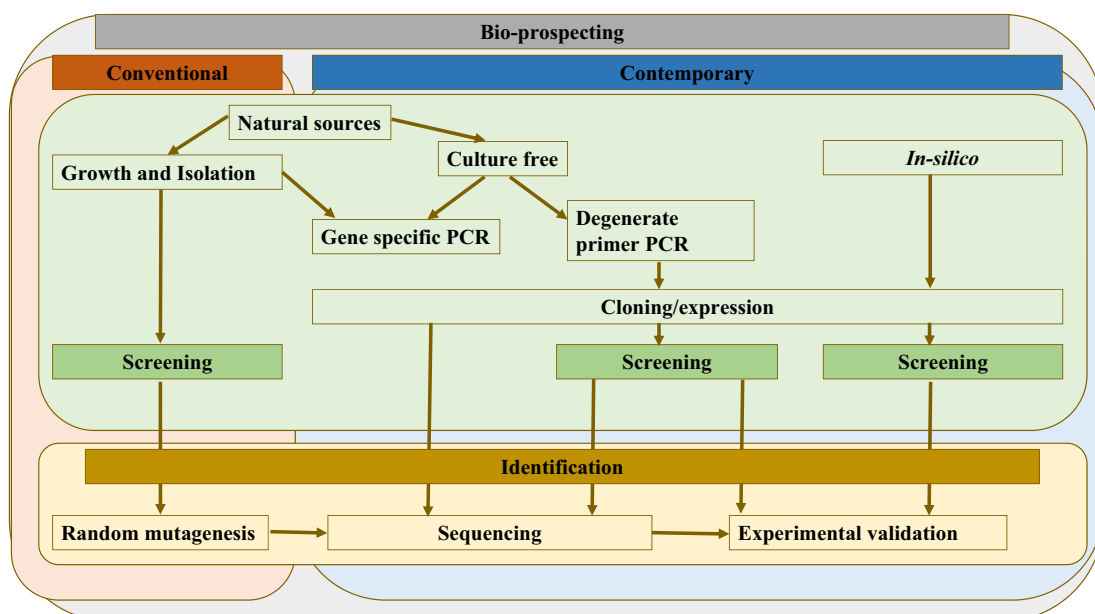 Bio-prospecting
Conventional
Contemporary
Natural sources
Culture free
In-silico
Growth and Isolation
Gene specific PCR
Degenerate
primer PCR
Cloning/expression
Screening
Screening
Screening
Identification
Random mutagenesis
Sequencing
Experimental validation